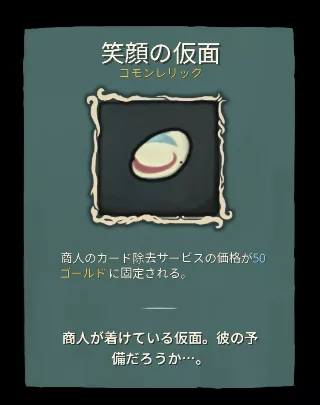 笑顔の仮面
コモンレリック
商人のカード除去サービスの価格が50
ゴールドに固定される。
商人が着けている仮面。彼の予
備だろうか…。